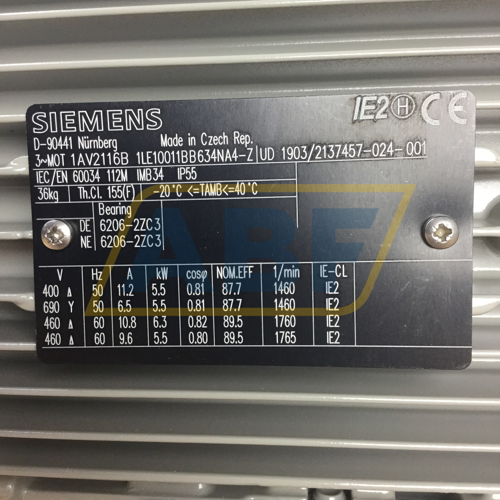 SIEMENS IE2 H CE
D-90441 Nürnberg Made in Czech Rep.
3~MOT 1AV2116B 1LE10011BB634NA4-Z UD 1903/2137457-024-001
IEC/EN 60034 112M IMB34 IP55
36kg Th.Cl. 155(F) -20°C <=TAMB<=40°C
Bearing
DE 6206-2ZC3
NE 6206-2ZC3
V Hz A kW cosφ NOM.EFF 1/min IE-CL
400 Δ 50 11.2 5.5 0.81 87.7 1460 IE2
690 Y 50 6.5 5.5 0.81 87.7 1460 IE2
460 Δ 60 10.8 6.3 0.82 89.5 1760 IE2
460 Δ 60 9.6 5.5 0.80 89.5 1765 IE2
ABF